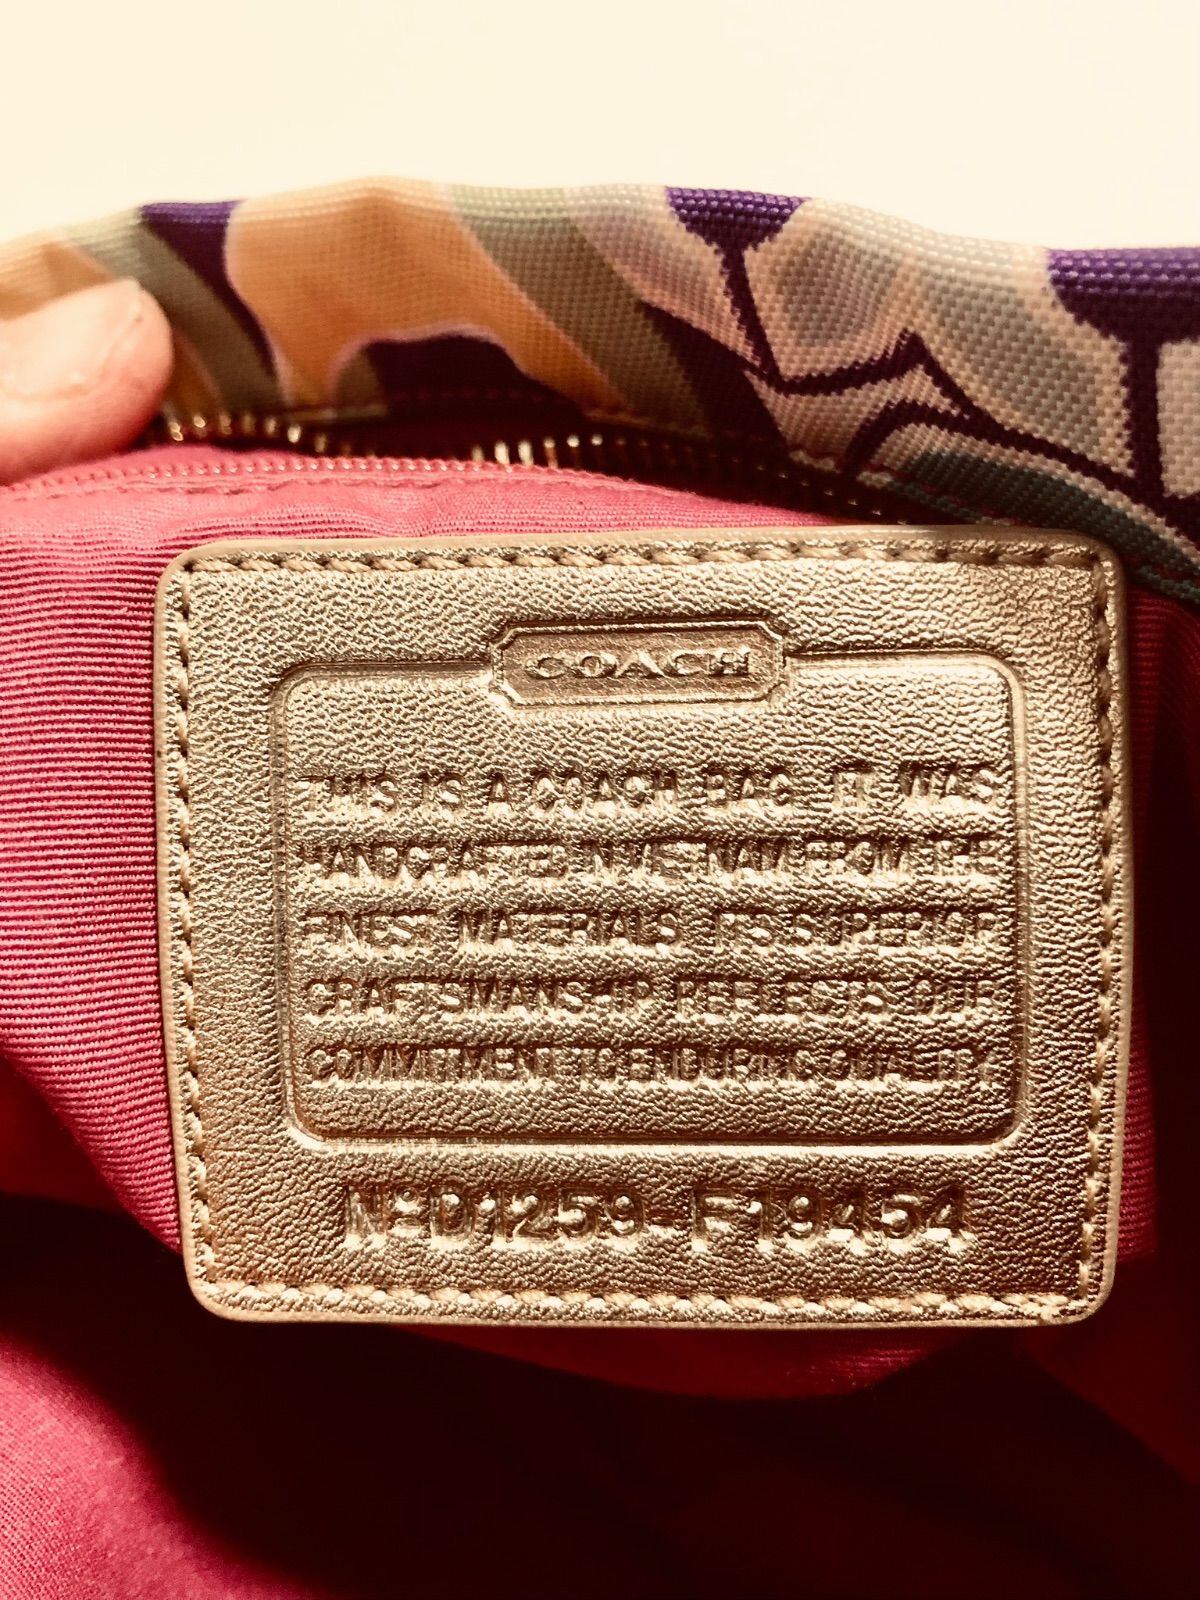 COACH
THIS IS A COACH BAG. IT WAS
HANDCRAFTED IN VIETNAM FROM THE
FINEST MATERIALS. ITS SUPERIOR
CRAFTSMANSHIP REFLECTS OUR
COMMITMENT TO ENDURING QUALITY.
Nº D1259-F19454